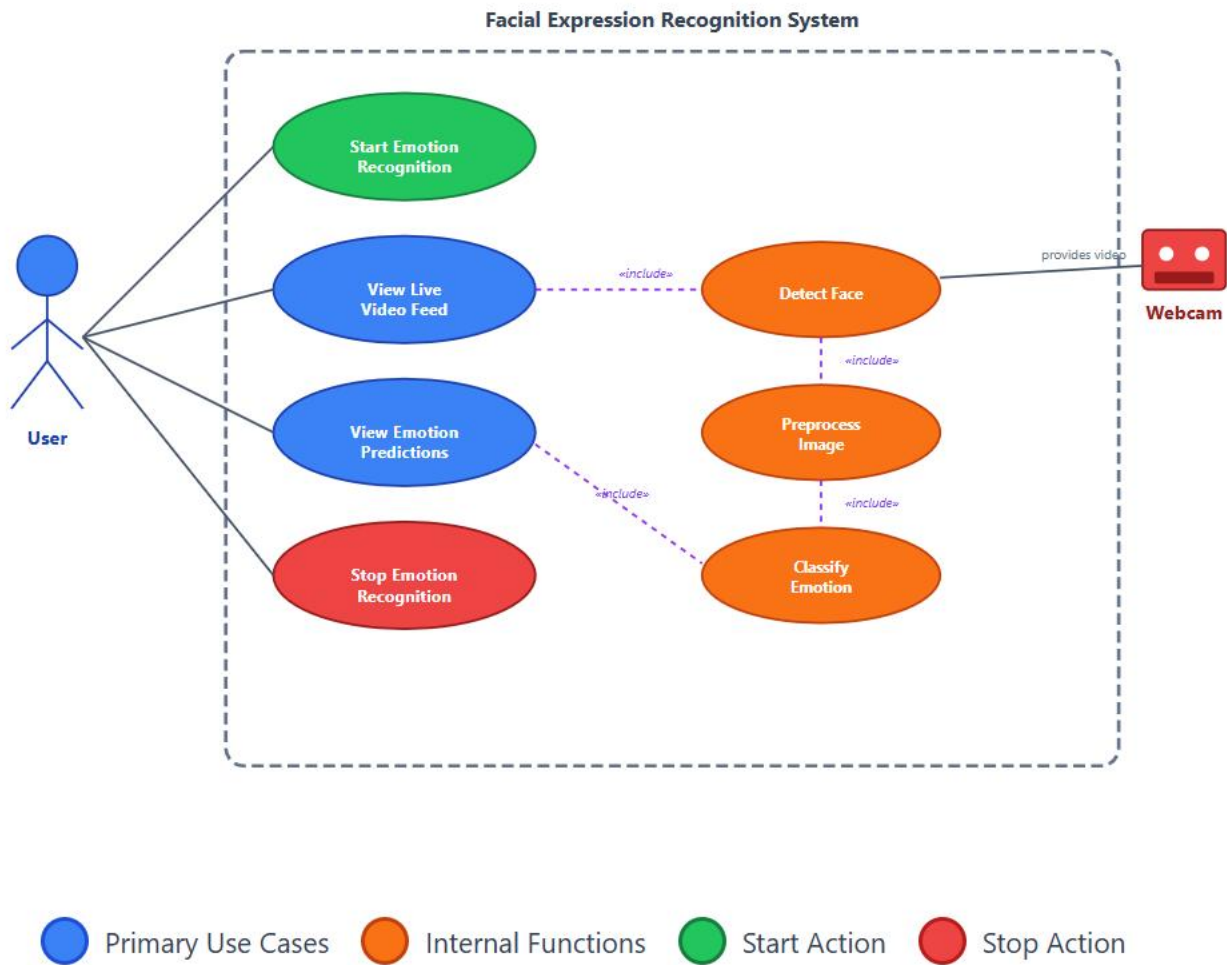 Facial Expression Recognition System
Start Emotion
Recognition
View Live
Video Feed
«include»
Detect Face
provides video
Webcam
«include»
User
View Emotion
Predictions
Preprocess
Image
«include»
«include»
Stop Emotion
Recognition
Classify
Emotion
Primary Use Cases
Internal Functions
Start Action
Stop Action